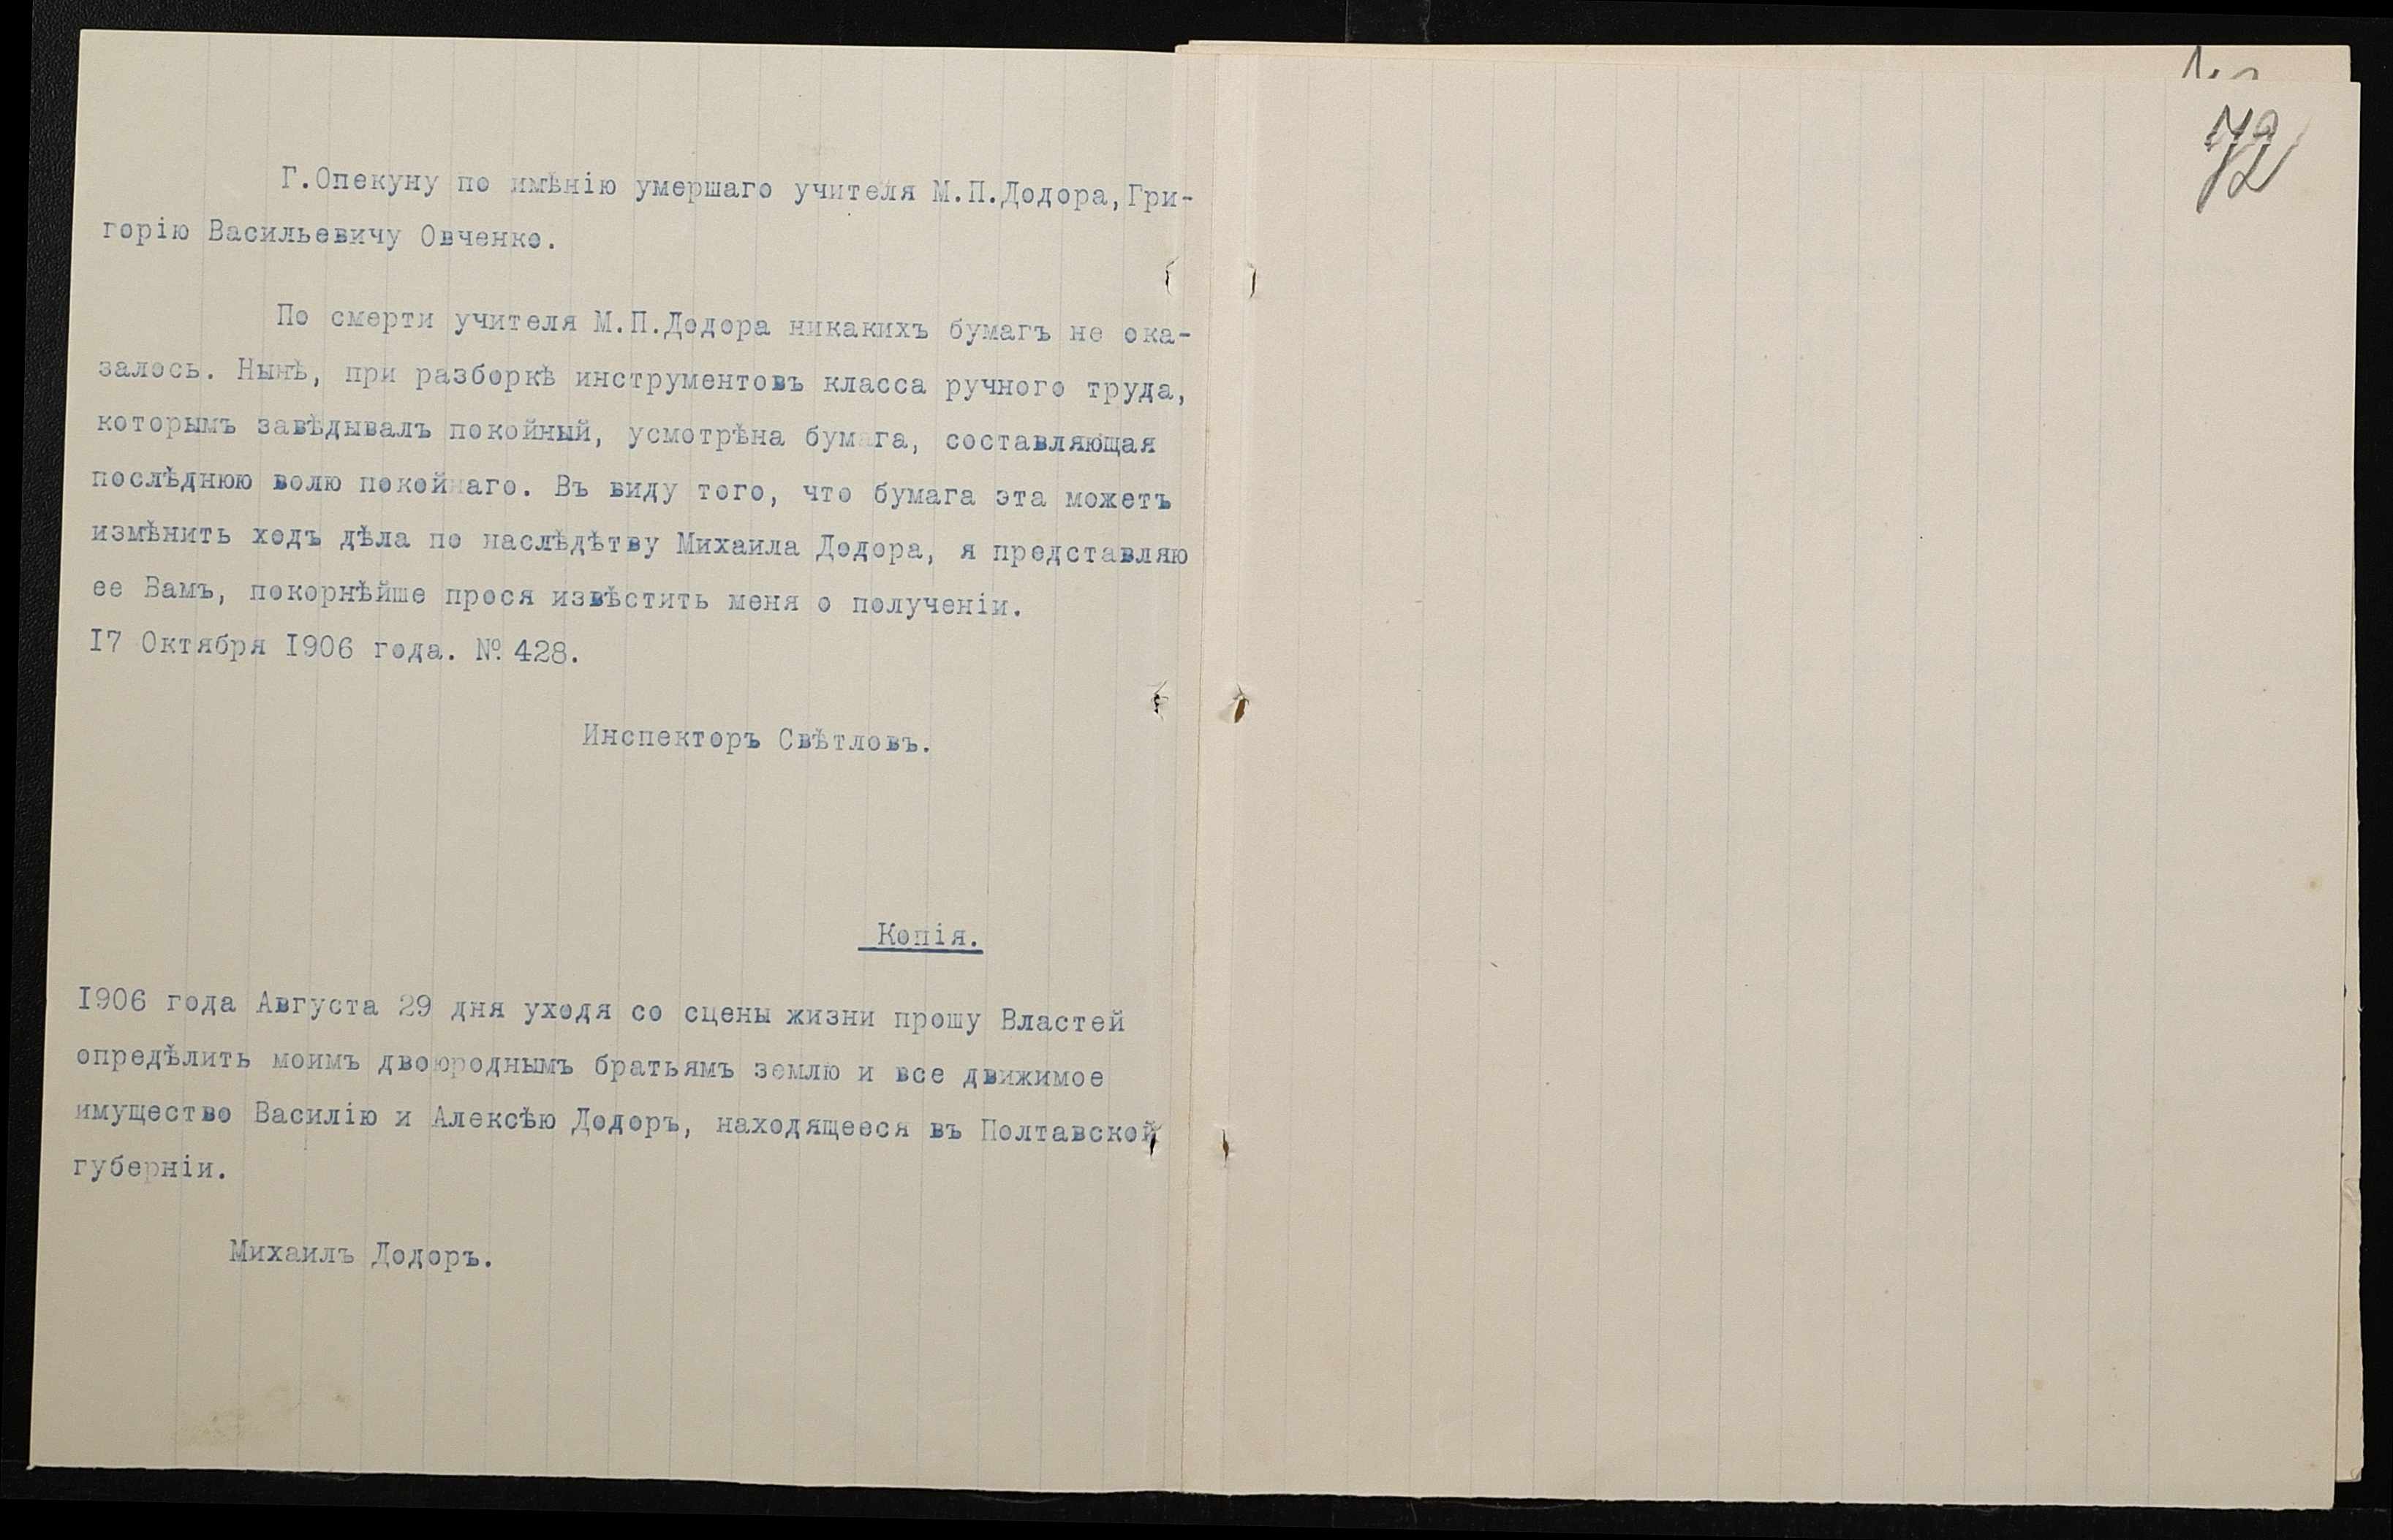 Г.Опекуну по имѣнію умершаго учителя М.П.Додора,Гри-
горію Васильевичу Овченко.
По смерти учителя М.П.Додора никакихъ бумагъ не ока-
залось. Нынѣ, при разборкѣ инструментовъ класса ручного труда,
которымъ завѣдывалъ покойный, усмотрѣна бумага, составляющая
послѣднюю волю покойнаго. Въ виду того, что бумага эта можетъ
измѣнить ходъ дѣла по наслѣдѣтву Михаила Додора, я представляю
ее Вамъ, покорнѣйше прося извѣстить меня о полученіи.
I7 Октября I906 года. № 428.
Инспекторъ Свѣтловъ.
Копія.
I906 года Августа 29 дня уходя со сцены жизни прошу Властей
опредѣлить моимъ двоюроднымъ братьямъ землю и все движимое
имущество Василію и Алексѣю Додоръ, находящееся въ Полтавской
губерніи.
Михаилъ Додоръ.
72